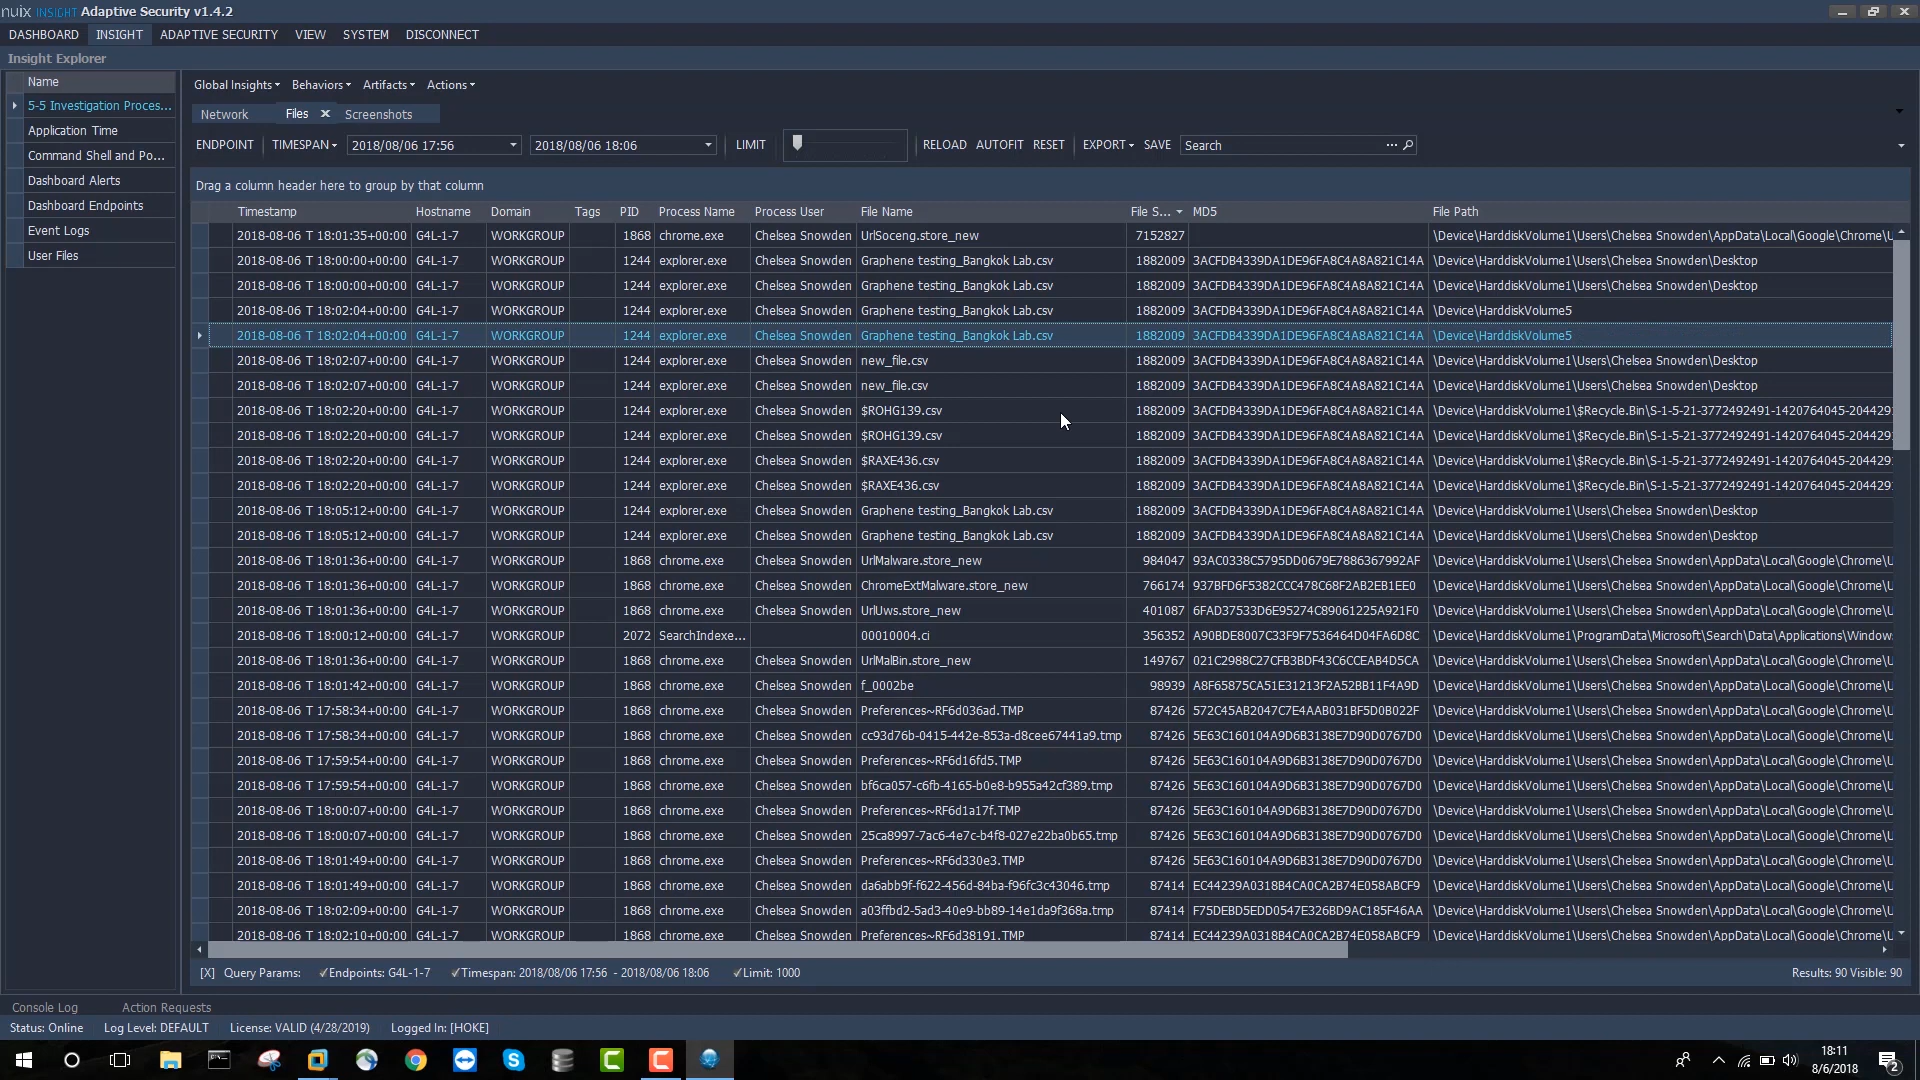 nuix INSIGHT Adaptive Security v1.4.2
DASHBOARD INSIGHT ADAPTIVE SECURITY VIEW SYSTEM DISCONNECT
Insight Explorer
Name
5-5 Investigation Proces...
Application Time
Command Shell and Po...
Dashboard Alerts
Dashboard Endpoints
Event Logs
User Files
Global Insights Behaviors Artifacts Actions
Network Files X Screenshots
ENDPOINT TIMESPAN 2018/08/06 17:56 2018/08/06 18:06 LIMIT RELOAD AUTOFIT RESET EXPORT SAVE Search ...
Drag a column header here to group by that column
Timestamp Hostname Domain Tags PID Process Name Process User File Name File S... MD5 File Path
2018-08-06 T 18:01:35+00:00 G4L-1-7 WORKGROUP 1868 chrome.exe Chelsea Snowden UrlSoceng.store_new 7152827 \Device\HarddiskVolume1\Users\Chelsea Snowden\AppData\Local\Google\Chrome\U
2018-08-06 T 18:00:00+00:00 G4L-1-7 WORKGROUP 1244 explorer.exe Chelsea Snowden Graphene testing_Bangkok Lab.csv 1882009 3ACFDB4339DA1DE96FA8C4A8A821C14A \Device\HarddiskVolume1\Users\Chelsea Snowden\Desktop
2018-08-06 T 18:00:00+00:00 G4L-1-7 WORKGROUP 1244 explorer.exe Chelsea Snowden Graphene testing_Bangkok Lab.csv 1882009 3ACFDB4339DA1DE96FA8C4A8A821C14A \Device\HarddiskVolume1\Users\Chelsea Snowden\Desktop
2018-08-06 T 18:02:04+00:00 G4L-1-7 WORKGROUP 1244 explorer.exe Chelsea Snowden Graphene testing_Bangkok Lab.csv 1882009 3ACFDB4339DA1DE96FA8C4A8A821C14A \Device\HarddiskVolume5
2018-08-06 T 18:02:04+00:00 G4L-1-7 WORKGROUP 1244 explorer.exe Chelsea Snowden Graphene testing_Bangkok Lab.csv 1882009 3ACFDB4339DA1DE96FA8C4A8A821C14A \Device\HarddiskVolume5
2018-08-06 T 18:02:07+00:00 G4L-1-7 WORKGROUP 1244 explorer.exe Chelsea Snowden new_file.csv 1882009 3ACFDB4339DA1DE96FA8C4A8A821C14A \Device\HarddiskVolume1\Users\Chelsea Snowden\Desktop
2018-08-06 T 18:02:07+00:00 G4L-1-7 WORKGROUP 1244 explorer.exe Chelsea Snowden new_file.csv 1882009 3ACFDB4339DA1DE96FA8C4A8A821C14A \Device\HarddiskVolume1\Users\Chelsea Snowden\Desktop
2018-08-06 T 18:02:20+00:00 G4L-1-7 WORKGROUP 1244 explorer.exe Chelsea Snowden $ROHG139.csv 1882009 3ACFDB4339DA1DE96FA8C4A8A821C14A \Device\HarddiskVolume1\$Recycle.Bin\S-1-5-21-3772492491-1420764045-204429
2018-08-06 T 18:02:20+00:00 G4L-1-7 WORKGROUP 1244 explorer.exe Chelsea Snowden $ROHG139.csv 1882009 3ACFDB4339DA1DE96FA8C4A8A821C14A \Device\HarddiskVolume1\$Recycle.Bin\S-1-5-21-3772492491-1420764045-204429
2018-08-06 T 18:02:20+00:00 G4L-1-7 WORKGROUP 1244 explorer.exe Chelsea Snowden $RAXE436.csv 1882009 3ACFDB4339DA1DE96FA8C4A8A821C14A \Device\HarddiskVolume1\$Recycle.Bin\S-1-5-21-3772492491-1420764045-204429
2018-08-06 T 18:02:20+00:00 G4L-1-7 WORKGROUP 1244 explorer.exe Chelsea Snowden $RAXE436.csv 1882009 3ACFDB4339DA1DE96FA8C4A8A821C14A \Device\HarddiskVolume1\$Recycle.Bin\S-1-5-21-3772492491-1420764045-204429
2018-08-06 T 18:05:12+00:00 G4L-1-7 WORKGROUP 1244 explorer.exe Chelsea Snowden Graphene testing_Bangkok Lab.csv 1882009 3ACFDB4339DA1DE96FA8C4A8A821C14A \Device\HarddiskVolume1\Users\Chelsea Snowden\Desktop
2018-08-06 T 18:05:12+00:00 G4L-1-7 WORKGROUP 1244 explorer.exe Chelsea Snowden Graphene testing_Bangkok Lab.csv 1882009 3ACFDB4339DA1DE96FA8C4A8A821C14A \Device\HarddiskVolume1\Users\Chelsea Snowden\Desktop
2018-08-06 T 18:01:36+00:00 G4L-1-7 WORKGROUP 1868 chrome.exe Chelsea Snowden UrlMalware.store_new 984047 93AC0338C5795DD0679E7886367992AF \Device\HarddiskVolume1\Users\Chelsea Snowden\AppData\Local\Google\Chrome\U
2018-08-06 T 18:01:36+00:00 G4L-1-7 WORKGROUP 1868 chrome.exe Chelsea Snowden ChromeExtMalware.store_new 766174 937BFD6F5382CCC478C68F2AB2EB1EE0 \Device\HarddiskVolume1\Users\Chelsea Snowden\AppData\Local\Google\Chrome\U
2018-08-06 T 18:01:36+00:00 G4L-1-7 WORKGROUP 1868 chrome.exe Chelsea Snowden UrlUws.store_new 401087 6FAD37533D6E95274C89061225A921F0 \Device\HarddiskVolume1\Users\Chelsea Snowden\AppData\Local\Google\Chrome\U
2018-08-06 T 18:00:12+00:00 G4L-1-7 WORKGROUP 2072 SearchIndexe... 00010004.ci 356352 A90BDE8007C33F9F7536464D04FA6D8C \Device\HarddiskVolume1\ProgramData\Microsoft\Search\Data\Applications\Window
2018-08-06 T 18:01:36+00:00 G4L-1-7 WORKGROUP 1868 chrome.exe Chelsea Snowden UrlMalBin.store_new 149767 021C2988C27CFB3BDF43C6CCEAB4D5CA \Device\HarddiskVolume1\Users\Chelsea Snowden\AppData\Local\Google\Chrome\U
2018-08-06 T 18:01:42+00:00 G4L-1-7 WORKGROUP 1868 chrome.exe Chelsea Snowden f_0002be 98939 A8F65875CA51E31213F2A52BB11F4A9D \Device\HarddiskVolume1\Users\Chelsea Snowden\AppData\Local\Google\Chrome\U
2018-08-06 T 17:58:34+00:00 G4L-1-7 WORKGROUP 1868 chrome.exe Chelsea Snowden Preferences~RF6d036ad.TMP 87426 572C45AB2047C7E4AAB031BF5D0B022F \Device\HarddiskVolume1\Users\Chelsea Snowden\AppData\Local\Google\Chrome\U
2018-08-06 T 17:58:34+00:00 G4L-1-7 WORKGROUP 1868 chrome.exe Chelsea Snowden cc93d76b-0415-442e-853a-d8cee67441a9.tmp 87426 5E63C160104A9D6B3138E7D90D0767D0 \Device\HarddiskVolume1\Users\Chelsea Snowden\AppData\Local\Google\Chrome\U
2018-08-06 T 17:59:54+00:00 G4L-1-7 WORKGROUP 1868 chrome.exe Chelsea Snowden Preferences~RF6d16fd5.TMP 87426 5E63C160104A9D6B3138E7D90D0767D0 \Device\HarddiskVolume1\Users\Chelsea Snowden\AppData\Local\Google\Chrome\U
2018-08-06 T 17:59:54+00:00 G4L-1-7 WORKGROUP 1868 chrome.exe Chelsea Snowden bf6ca057-c6fb-4165-b0e8-b955a42cf389.tmp 87426 5E63C160104A9D6B3138E7D90D0767D0 \Device\HarddiskVolume1\Users\Chelsea Snowden\AppData\Local\Google\Chrome\U
2018-08-06 T 18:00:07+00:00 G4L-1-7 WORKGROUP 1868 chrome.exe Chelsea Snowden Preferences~RF6d1a17f.TMP 87426 5E63C160104A9D6B3138E7D90D0767D0 \Device\HarddiskVolume1\Users\Chelsea Snowden\AppData\Local\Google\Chrome\U
2018-08-06 T 18:00:07+00:00 G4L-1-7 WORKGROUP 1868 chrome.exe Chelsea Snowden 25ca8997-7ac6-4e7c-b4f8-027e22ba0b65.tmp 87426 5E63C160104A9D6B3138E7D90D0767D0 \Device\HarddiskVolume1\Users\Chelsea Snowden\AppData\Local\Google\Chrome\U
2018-08-06 T 18:01:49+00:00 G4L-1-7 WORKGROUP 1868 chrome.exe Chelsea Snowden Preferences~RF6d330e3.TMP 87426 5E63C160104A9D6B3138E7D90D0767D0 \Device\HarddiskVolume1\Users\Chelsea Snowden\AppData\Local\Google\Chrome\U
2018-08-06 T 18:01:49+00:00 G4L-1-7 WORKGROUP 1868 chrome.exe Chelsea Snowden da6abb9f-f622-456d-84ba-f96fc3c43046.tmp 87414 EC44239A0318B4CA0CA2B74E058ABCF9 \Device\HarddiskVolume1\Users\Chelsea Snowden\AppData\Local\Google\Chrome\U
2018-08-06 T 18:02:09+00:00 G4L-1-7 WORKGROUP 1868 chrome.exe Chelsea Snowden a03ffbd2-5ad3-40e9-bb89-14e1da9f368a.tmp 87414 F75DEBD5EDD0547E326BD9AC185F46AA \Device\HarddiskVolume1\Users\Chelsea Snowden\AppData\Local\Google\Chrome\U
2018-08-06 T 18:02:10+00:00 G4L-1-7 WORKGROUP 1868 chrome.exe Chelsea Snowden Preferences~RF6d38191.TMP 87414 EC44239A0318B4CA0CA2B74E058ABCF9 \Device\HarddiskVolume1\Users\Chelsea Snowden\AppData\Local\Google\Chrome\U
[X] Query Params: ✓Endpoints: G4L-1-7 ✓Timespan: 2018/08/06 17:56 - 2018/08/06 18:06 ✓Limit: 1000 Results: 90 Visible: 90
Console Log Action Requests
Status: Online Log Level: DEFAULT License: VALID (4/28/2019) Logged In: [HOKE]
18:11
8/6/2018
2